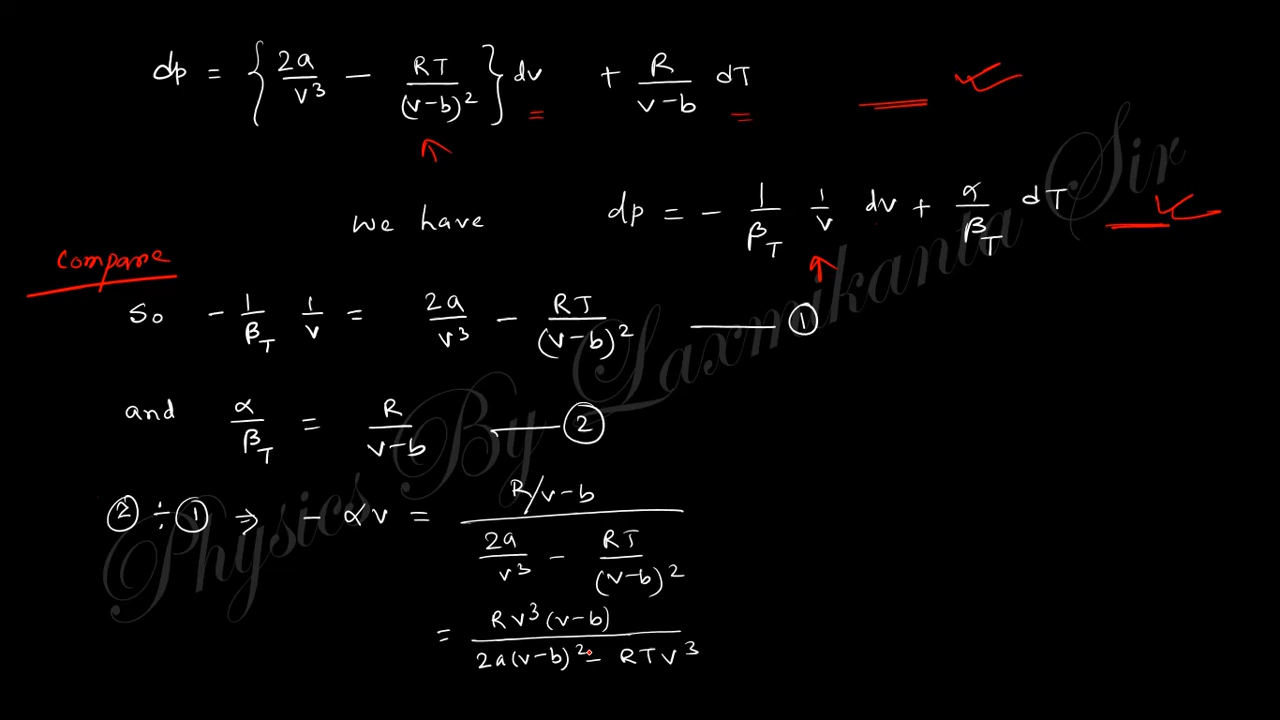 dp = { 2a/v³ − RT/(v−b)² } dv + R/(v−b) dT
we have dp = − 1/β_T 1/v dv + α/β_T dT
Compare
So − 1/β_T 1/v = 2a/v³ − RT/(v−b)² —— ①
and α/β_T = R/(v−b) —— ②
② ÷ ① ⇒ − αv = (R/v−b) / (2a/v³ − RT/(v−b)²)
= Rv³(v−b) / (2a(v−b)² − RTv³)
Physics By Laxmikanta Sir